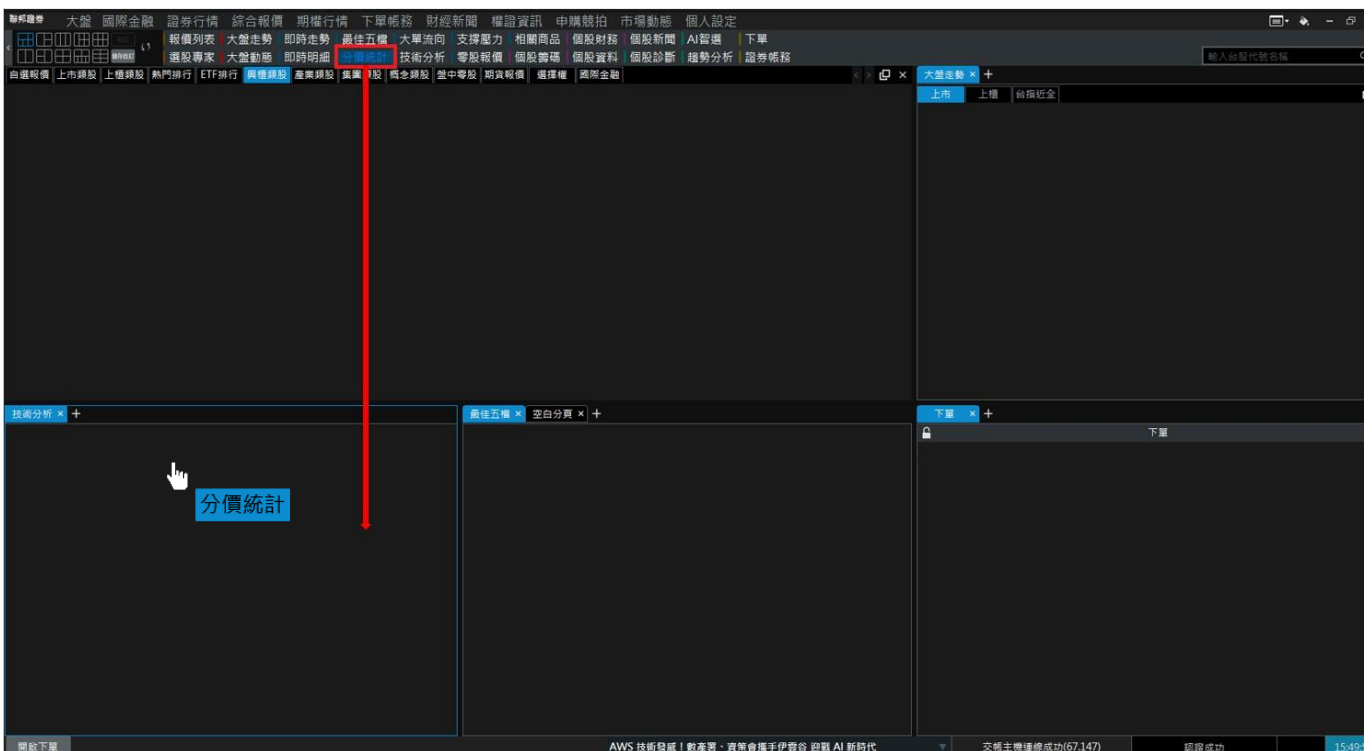 聯邦證券 大盤 國際金融 證券行情 綜合報價 期權行情 下單帳務 財經新聞 權證資訊 申購競拍 市場動態 個人設定
報價列表 大盤走勢 即時走勢 最佳五檔 大單流向 支撐壓力 相關商品 個股財務 個股新聞 AI智選 下單
選股專家 大盤動態 即時明細 分價統計 技術分析 零股報價 個股籌碼 個股資料 個股診斷 趨勢分析 證券帳務
輸入台股代號名稱
自選報價 上市類股 上櫃類股 熱門排行 ETF排行 興櫃類股 產業類股 集團類股 概念類股 盤中零股 期貨報價 選擇權 國際金融
大盤走勢 × +
上市 上櫃 台指近全
技術分析 × +
最佳五檔 × 空白分頁 × +
下單 × +
下單
分價統計
開啟下單
AWS 技術發威！數產署、資策會攜手伊雲谷 迎戰 AI 新時代
交帳主機連線成功(67,147)
認證成功
15:49